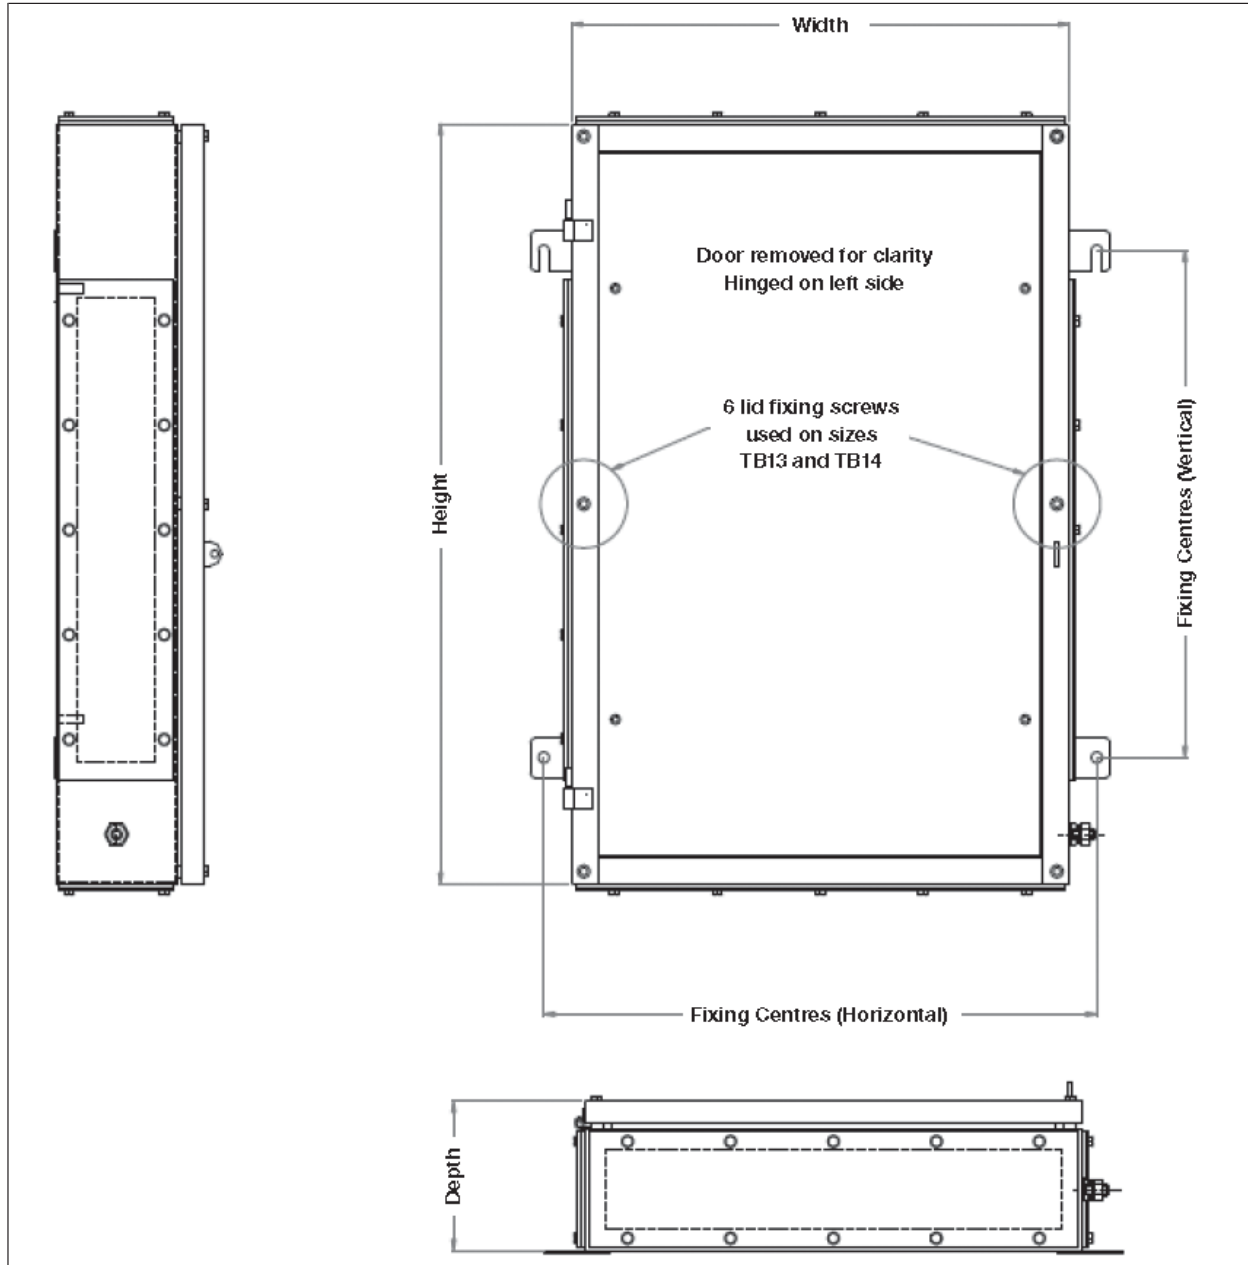 Width
Door removed for clarity
Hinged on left side
6 lid fixing screws
used on sizes
TB13 and TB14
Height
Fixing Centres (Vertical)
Fixing Centres (Horizontal)
Depth